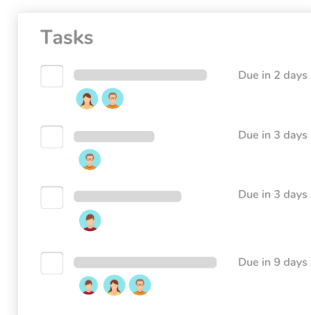 Tasks
Due in 2 days
Due in 3 days
Due in 3 days
Due in 9 days